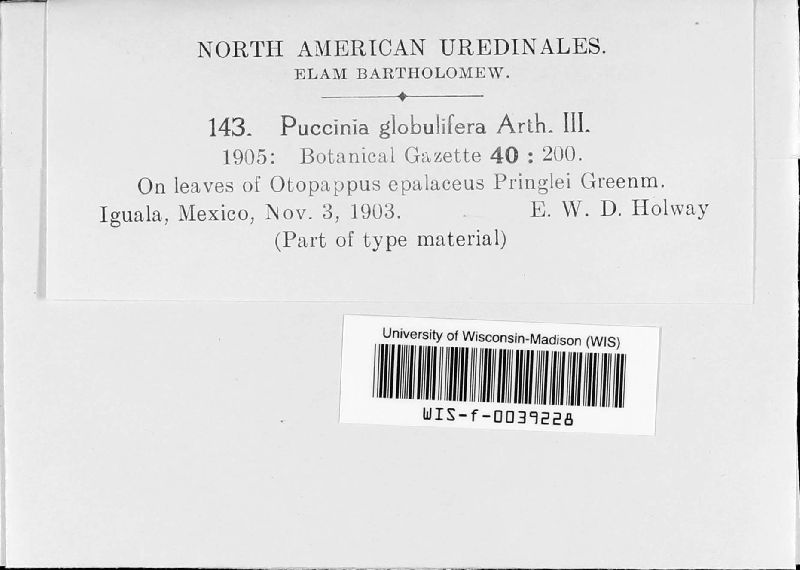 NORTH AMERICAN UREDINALES.
ELAM BARTHOLOMEW.
143. Puccinia globulifera Arth. III.
1905: Botanical Gazette 40 : 200.
On leaves of Otopappus epalaceus Pringlei Greenm.
Iguala, Mexico, Nov. 3, 1903. E. W. D. Holway
(Part of type material)
University of Wisconsin-Madison (WIS)
WIS-f-0039228